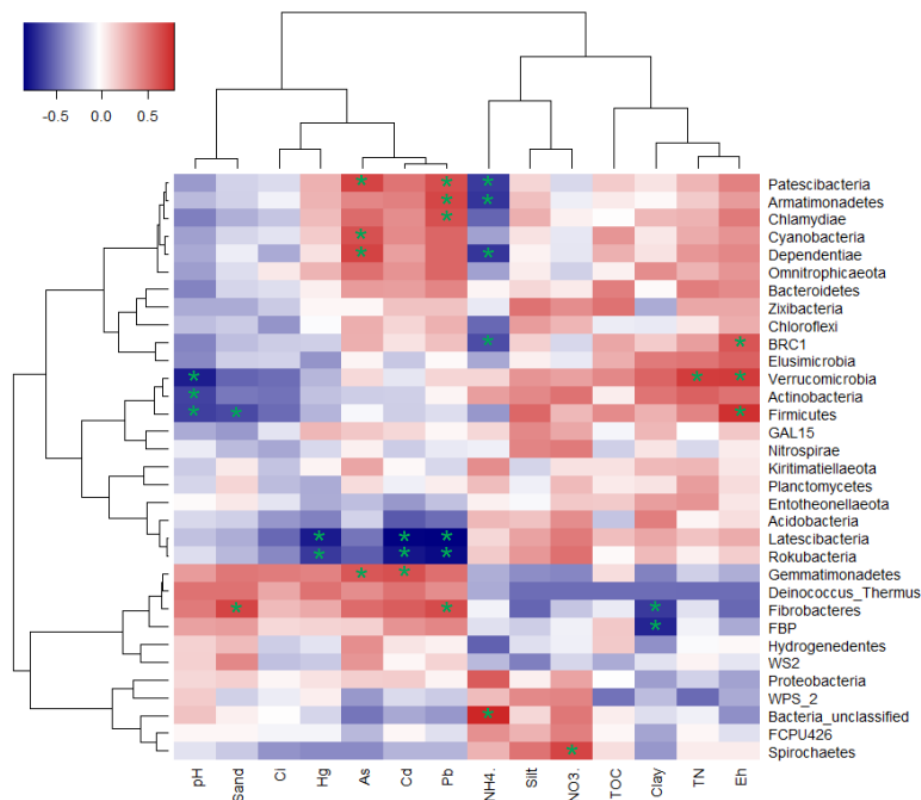 -0.5 0.0 0.5
Patescibacteria
Armatimonadetes
Chlamydiae
Cyanobacteria
Dependentiae
Omnitrophicaeota
Bacteroidetes
Zixibacteria
Chloroflexi
BRC1
Elusimicrobia
Verrucomicrobia
Actinobacteria
Firmicutes
GAL15
Nitrospirae
Kiritimatiellaeota
Planctomycetes
Entotheonellaeota
Acidobacteria
Latescibacteria
Rokubacteria
Gemmatimonadetes
Deinococcus_Thermus
Fibrobacteres
FBP
Hydrogenedentes
WS2
Proteobacteria
WPS_2
Bacteria_unclassified
FCPU426
Spirochaetes
pH Sand Cl Hg As Cd Pb NH4. Silt NO3. TOC Clay TN Eh